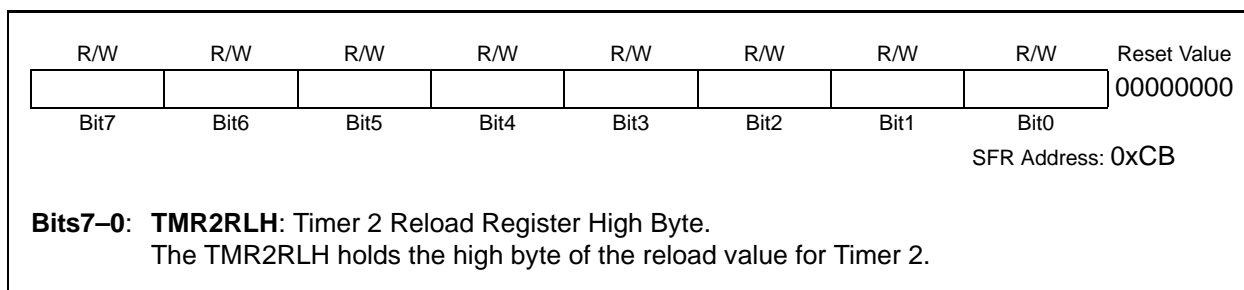 R/W R/W R/W R/W R/W R/W R/W R/W Reset Value
00000000
Bit7 Bit6 Bit5 Bit4 Bit3 Bit2 Bit1 Bit0
SFR Address: 0xCB
Bits7–0: TMR2RLH: Timer 2 Reload Register High Byte.
The TMR2RLH holds the high byte of the reload value for Timer 2.